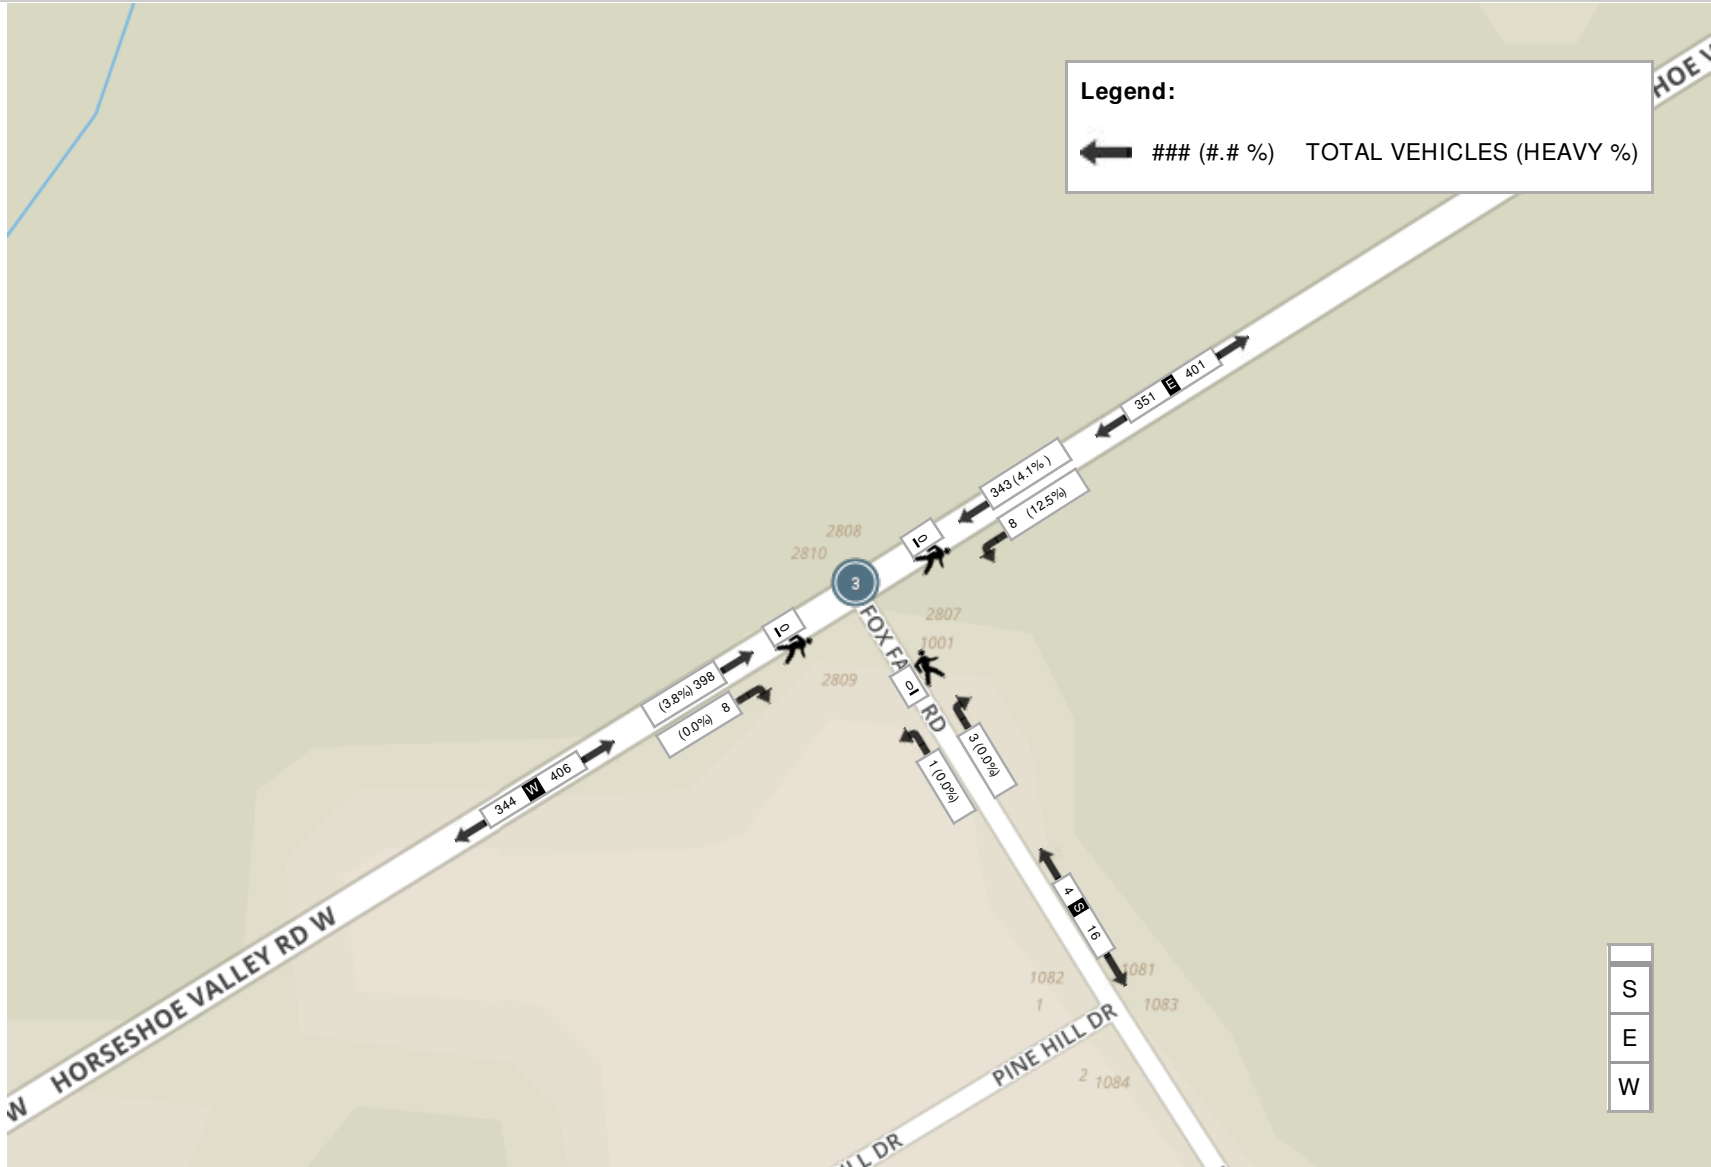 HOE V
Legend:
### (#.# %) TOTAL VEHICLES (HEAVY %)
351 E 401
343 (4.1% )
8 (12.5%)
0
2808
2810
3
2807
1001
0
2809
FOX FA
RD
0
(3.8%) 398
(0.0%) 8
3 (0.0%)
1 (0.0%)
344 W 406
4 S 16
HORSESHOE VALLEY RD W
W
1081
1082
1
1083
PINE HILL DR
2 1084
LL DR
S
E
W